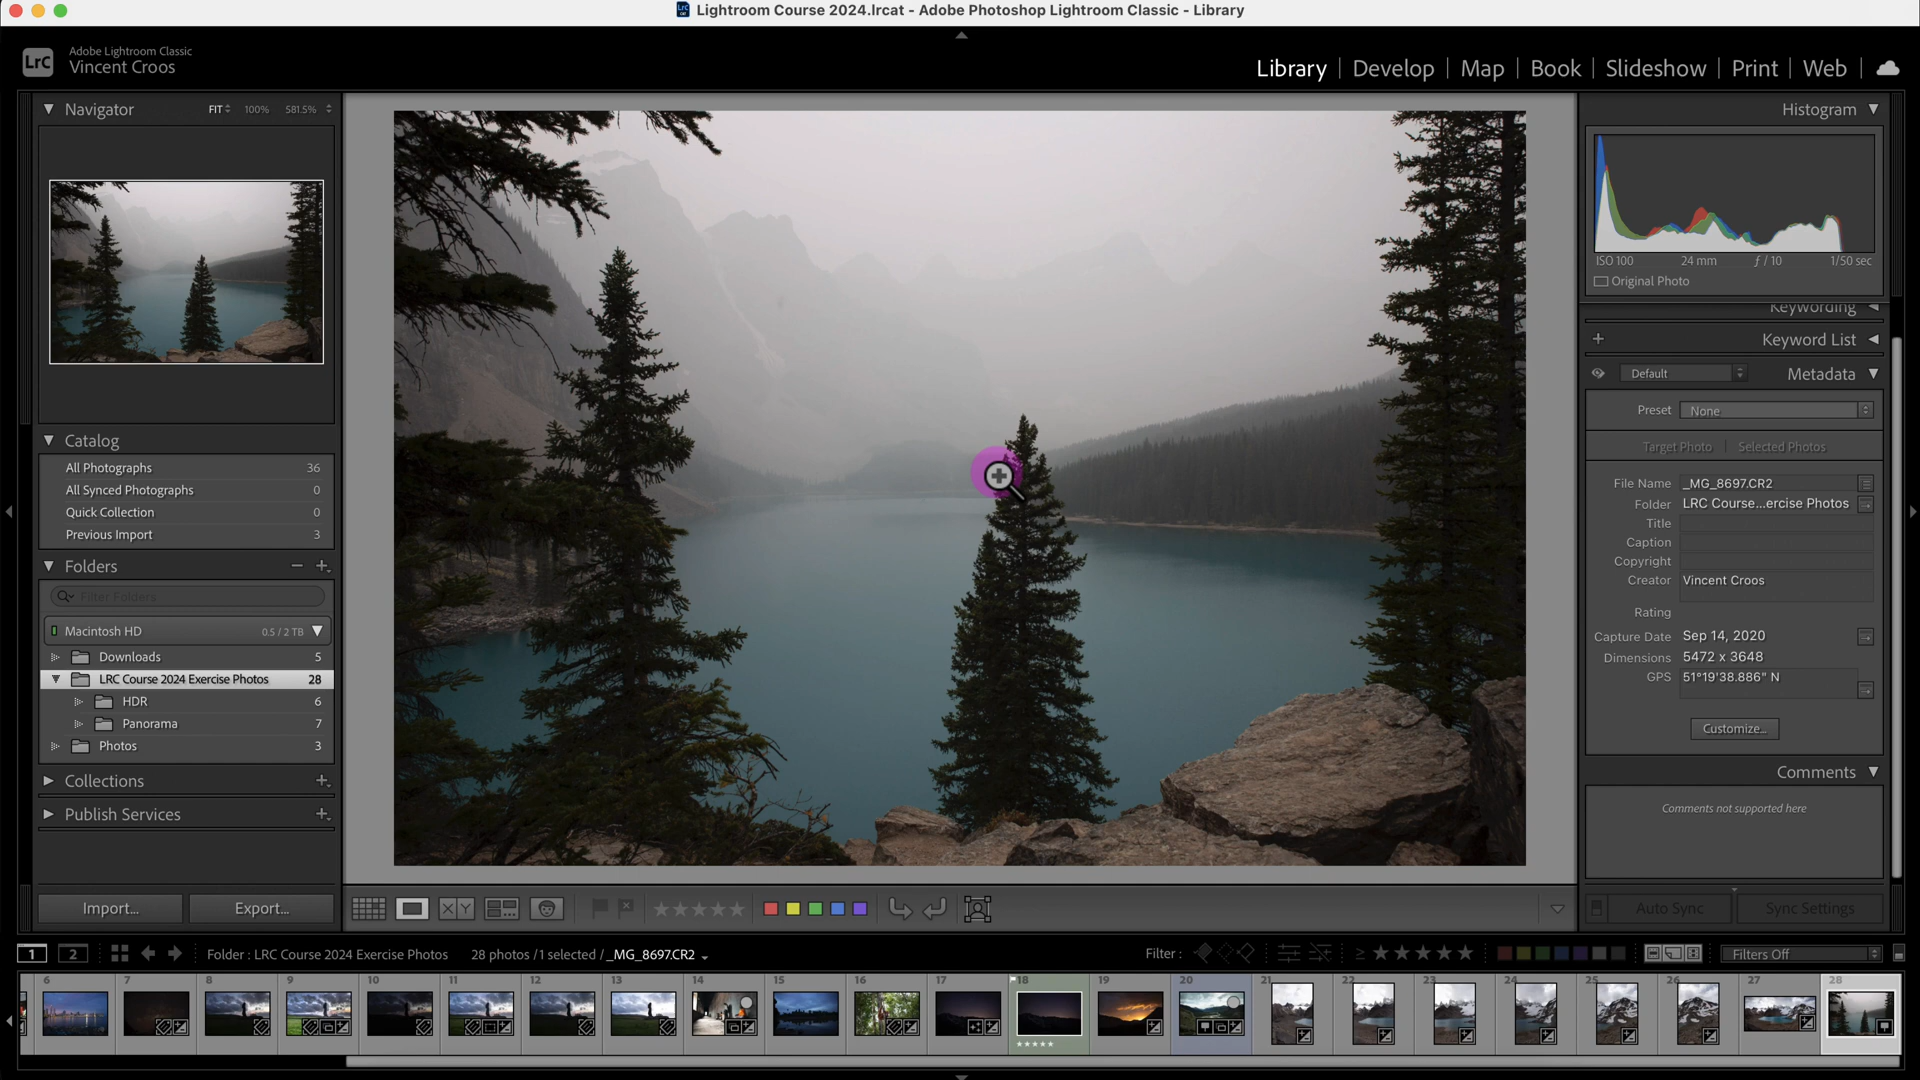 Lightroom Course 2024.lrcat - Adobe Photoshop Lightroom Classic - Library
LrC
Adobe Lightroom Classic
Vincent Croos
Library | Develop | Map | Book | Slideshow | Print | Web
Navigator FIT 100% 581.5%
Histogram
ISO 100 24 mm ƒ / 10 1/50 sec
Original Photo
Keywording
Keyword List
Default Metadata
Preset None
Target Photo Selected Photos
File Name _MG_8697.CR2
Folder LRC Course...ercise Photos
Title
Caption
Copyright
Creator Vincent Croos
Rating
Capture Date Sep 14, 2020
Dimensions 5472 x 3648
GPS 51°19'38.886" N
Customize...
Comments
Comments not supported here
Auto Sync Sync Settings
Catalog
All Photographs 36
All Synced Photographs 0
Quick Collection 0
Previous Import 3
Folders
Filter Folders
Macintosh HD 0.5 / 2 TB
Downloads 5
LRC Course 2024 Exercise Photos 28
HDR 6
Panorama 7
Photos 3
Collections
Publish Services
Import... Export...
X Y
1 2 Folder : LRC Course 2024 Exercise Photos 28 photos / 1 selected / _MG_8697.CR2 Filter : Filters Off
6 7 8 9 10 11 12 13 14 15 16 17 18 19 20 21 22 23 24 25 26 27 28